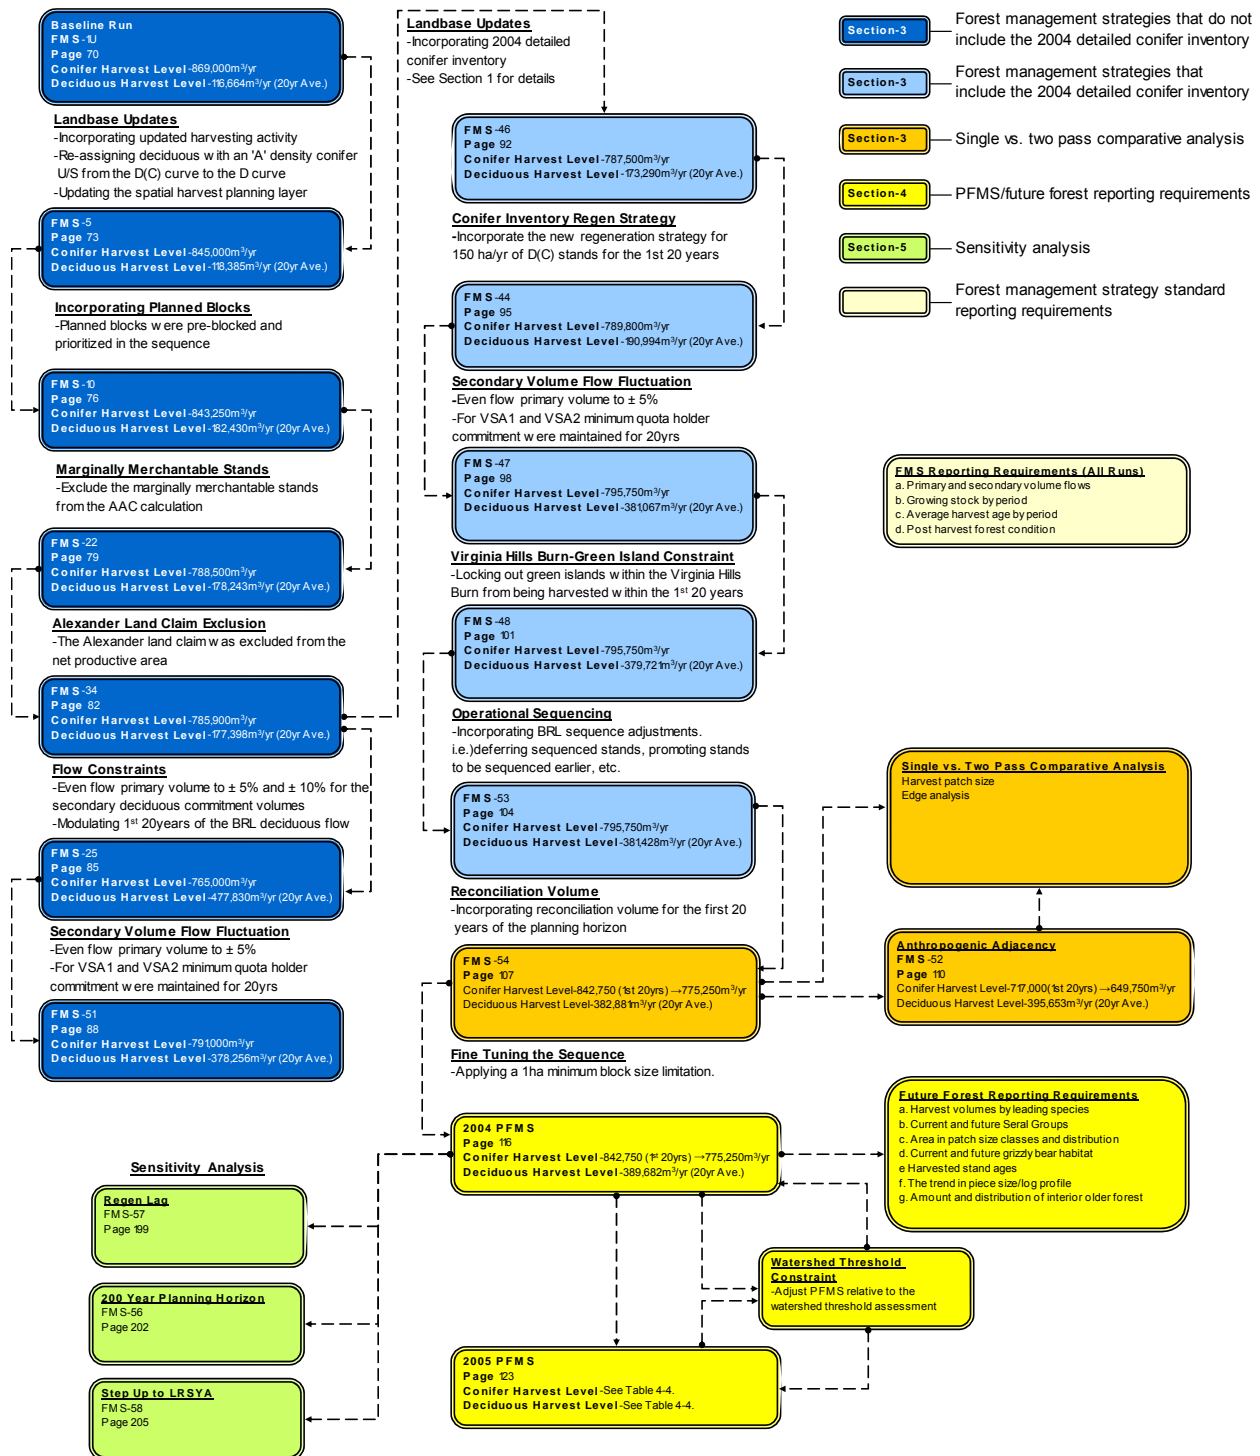 Baseline Run
FMS-1U
Page 70
Conifer Harvest Level-869,000m³/yr
Deciduous Harvest Level-116,664m³/yr (20yr Ave.)
Landbase Updates
-Incorporating updated harvesting activity
-Re-assigning deciduous with an 'A' density conifer
U/S from the D(C) curve to the D curve
-Updating the spatial harvest planning layer
FMS-5
Page 73
Conifer Harvest Level-845,000m³/yr
Deciduous Harvest Level-118,385m³/yr (20yr Ave.)
Incorporating Planned Blocks
-Planned blocks were pre-blocked and
prioritized in the sequence
FMS-10
Page 76
Conifer Harvest Level-843,250m³/yr
Deciduous Harvest Level-182,430m³/yr (20yr Ave.)
Marginally Merchantable Stands
-Exclude the marginally merchantable stands
from the AAC calculation
FMS-22
Page 79
Conifer Harvest Level-788,500m³/yr
Deciduous Harvest Level-178,243m³/yr (20yr Ave.)
Alexander Land Claim Exclusion
-The Alexander land claim was excluded from the
net productive area
FMS-34
Page 82
Conifer Harvest Level-785,900m³/yr
Deciduous Harvest Level-177,398m³/yr (20yr Ave.)
Flow Constraints
-Even flow primary volume to ± 5% and ± 10% for the
secondary deciduous commitment volumes
-Modulating 1st 20years of the BRL deciduous flow
FMS-25
Page 85
Conifer Harvest Level-765,000m³/yr
Deciduous Harvest Level-477,830m³/yr (20yr Ave.)
Secondary Volume Flow Fluctuation
-Even flow primary volume to ± 5%
-For VSA1 and VSA2 minimum quota holder
commitment were maintained for 20yrs
FMS-51
Page 88
Conifer Harvest Level-791,000m³/yr
Deciduous Harvest Level-378,256m³/yr (20yr Ave.)
Landbase Updates
-Incorporating 2004 detailed
conifer inventory
-See Section 1 for details
FMS-46
Page 92
Conifer Harvest Level-787,500m³/yr
Deciduous Harvest Level-173,290m³/yr (20yr Ave.)
Conifer Inventory Regen Strategy
-Incorporate the new regeneration strategy for
150 ha/yr of D(C) stands for the 1st 20 years
FMS-44
Page 95
Conifer Harvest Level-789,800m³/yr
Deciduous Harvest Level-190,994m³/yr (20yr Ave.)
Secondary Volume Flow Fluctuation
-Even flow primary volume to ± 5%
-For VSA1 and VSA2 minimum quota holder
commitment were maintained for 20yrs
FMS-47
Page 98
Conifer Harvest Level-795,750m³/yr
Deciduous Harvest Level-381,067m³/yr (20yr Ave.)
Virginia Hills Burn-Green Island Constraint
-Locking out green islands within the Virginia Hills
Burn from being harvested within the 1st 20 years
FMS-48
Page 101
Conifer Harvest Level-795,750m³/yr
Deciduous Harvest Level-379,721m³/yr (20yr Ave.)
Operational Sequencing
-Incorporating BRL sequence adjustments.
i.e.)deferring sequenced stands, promoting stands
to be sequenced earlier, etc.
FMS-53
Page 104
Conifer Harvest Level-795,750m³/yr
Deciduous Harvest Level-381,428m³/yr (20yr Ave.)
Reconciliation Volume
-Incorporating reconciliation volume for the first 20
years of the planning horizon
FMS-54
Page 107
Conifer Harvest Level-842,750 (1st 20yrs) →775,250m³/yr
Deciduous Harvest Level-382,881m³/yr (20yr Ave.)
Fine Tuning the Sequence
-Applying a 1ha minimum block size limitation.
2004 PFMS
Page 116
Conifer Harvest Level-842,750 (1st 20yrs) →775,250m³/yr
Deciduous Harvest Level-389,682m³/yr (20yr Ave.)
2005 PFMS
Page 123
Conifer Harvest Level-See Table 4-4.
Deciduous Harvest Level-See Table 4-4.
Section-3
Forest management strategies that do not
include the 2004 detailed conifer inventory
Section-3
Forest management strategies that
include the 2004 detailed conifer inventory
Section-3
Single vs. two pass comparative analysis
Section-4
PFMS/future forest reporting requirements
Section-5
Sensitivity analysis
Forest management strategy standard
reporting requirements
FMS Reporting Requirements (All Runs)
a. Primary and secondary volume flows
b. Growing stock by period
c. Average harvest age by period
d. Post harvest forest condition
Single vs. Two Pass Comparative Analysis
Harvest patch size
Edge analysis
Anthropogenic Adjacency
FMS-52
Page 110
Conifer Harvest Level-717,000(1st 20yrs) →649,750m³/yr
Deciduous Harvest Level-395,653m³/yr (20yr Ave.)
Future Forest Reporting Requirements
a. Harvest volumes by leading species
b. Current and future Seral Groups
c. Area in patch size classes and distribution
d. Current and future grizzly bear habitat
e Harvested stand ages
f. The trend in piece size/log profile
g. Amount and distribution of interior older forest
Watershed Threshold
Constraint
-Adjust PFMS relative to the
watershed threshold assessment
Sensitivity Analysis
Regen Lag
FMS-57
Page 199
200 Year Planning Horizon
FMS-56
Page 202
Step Up to LRSYA
FMS-58
Page 205